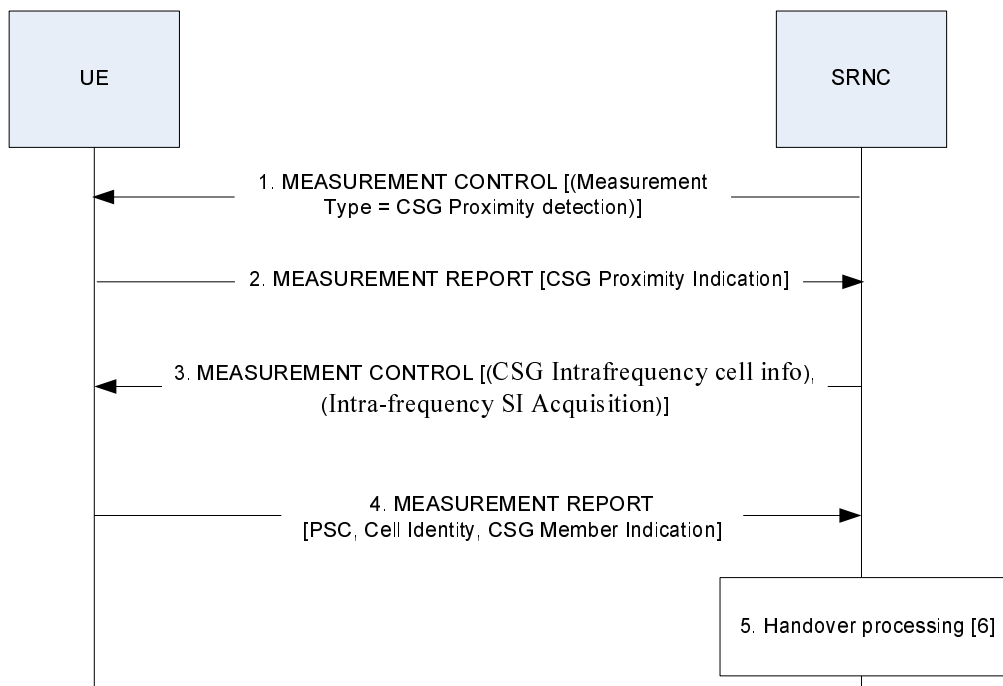 UE
SRNC
1. MEASUREMENT CONTROL [(Measurement
Type = CSG Proximity detection)]
2. MEASUREMENT REPORT [CSG Proximity Indication]
3. MEASUREMENT CONTROL [(CSG Intrafrequency cell info),
(Intra-frequency SI Acquisition)]
4. MEASUREMENT REPORT
[PSC, Cell Identity, CSG Member Indication]
5. Handover processing [6]